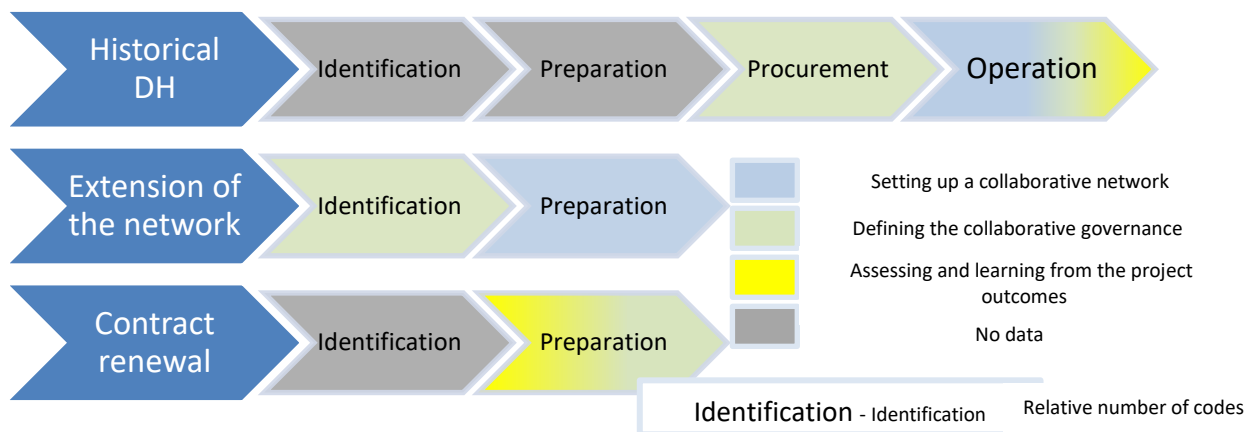 Historical
DH
Identification
Preparation
Procurement
Operation
Extension of
the network
Identification
Preparation
Setting up a collaborative network
Defining the collaborative governance
Assessing and learning from the project
outcomes
No data
Contract
renewal
Identification
Preparation
Identification - Identification
Relative number of codes